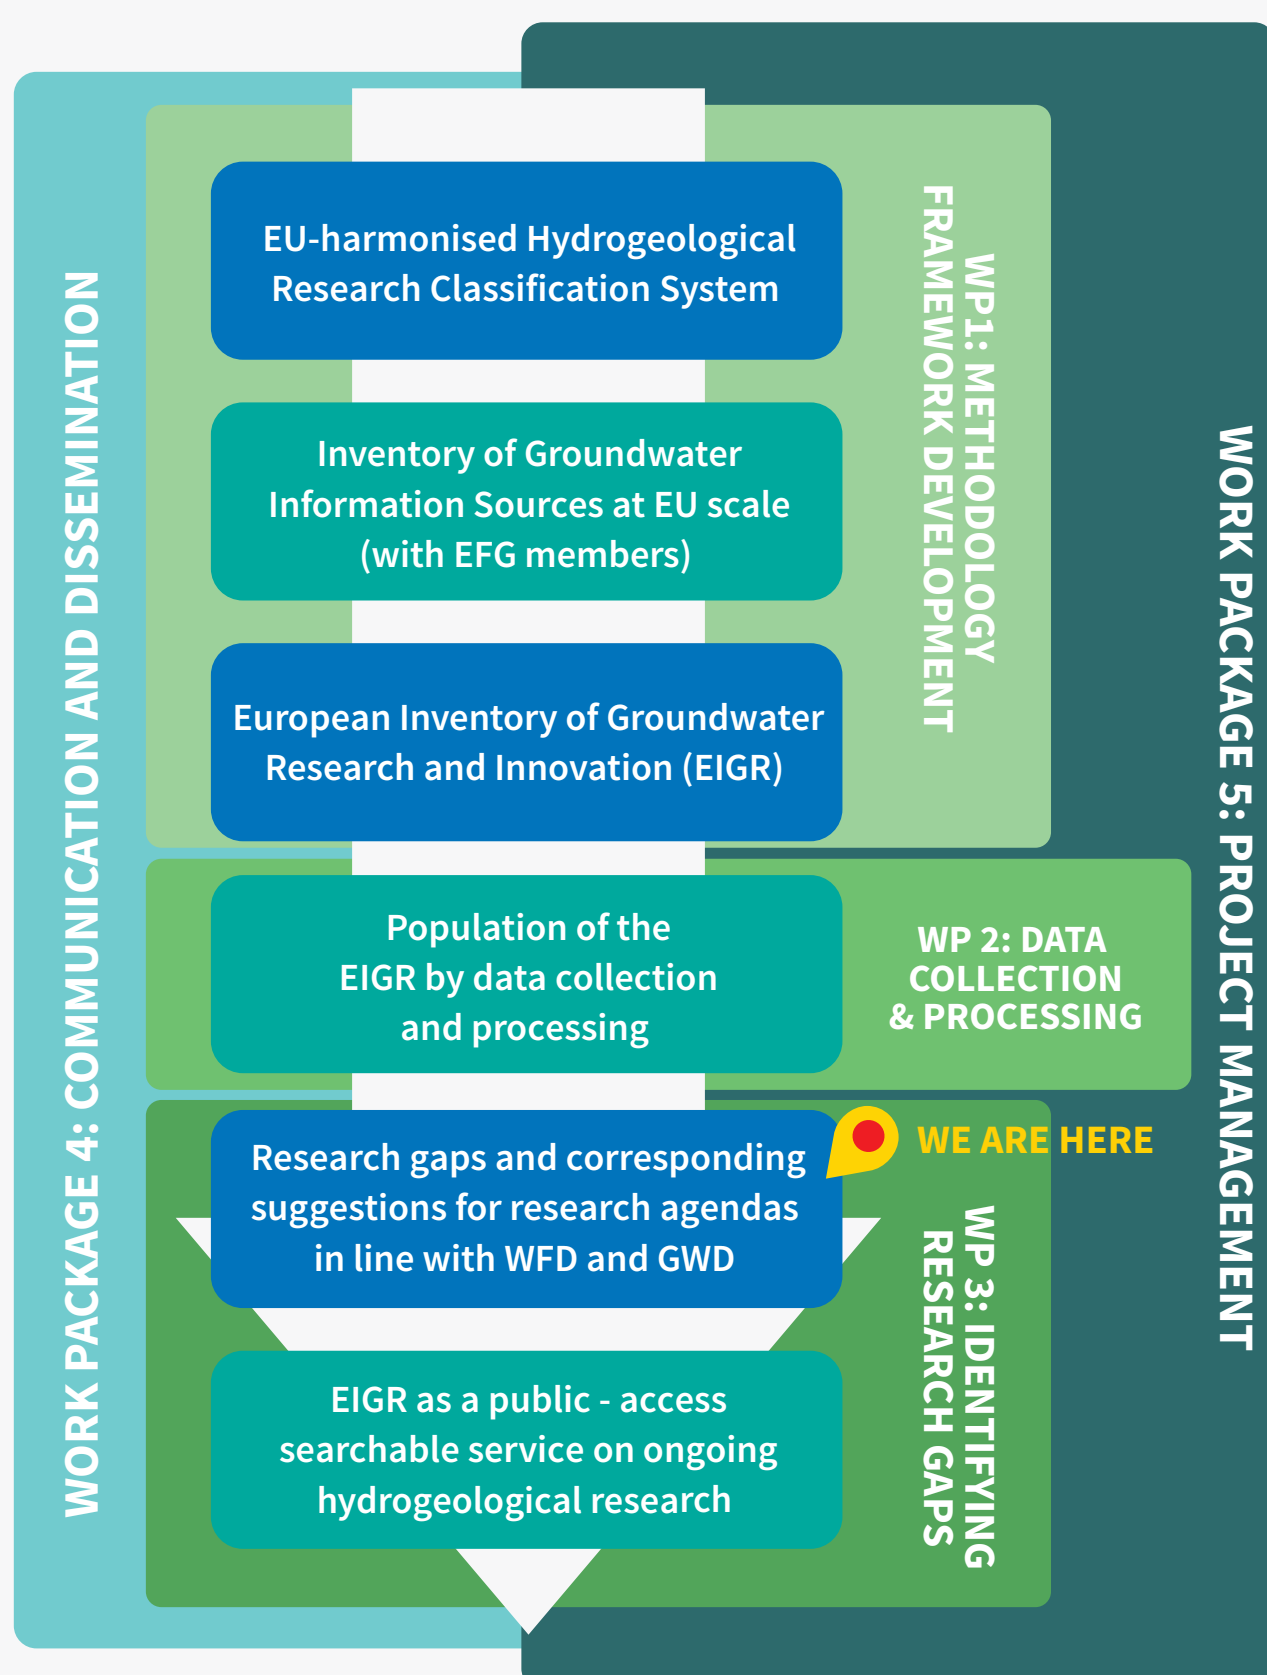 WORK PACKAGE 4: COMMUNICATION AND DISSEMINATION
EU-harmonised Hydrogeological
Research Classification System
Inventory of Groundwater
Information Sources at EU scale
(with EFG members)
European Inventory of Groundwater
Research and Innovation (EIGR)
WP1: METHODOLOGY
FRAMEWORK DEVELOPMENT
Population of the
EIGR by data collection
and processing
WP 2: DATA
COLLECTION
& PROCESSING
Research gaps and corresponding
suggestions for research agendas
in line with WFD and GWD
WE ARE HERE
EIGR as a public - access
searchable service on ongoing
hydrogeological research
WP 3: IDENTIFYING
RESEARCH GAPS
WORK PACKAGE 5: PROJECT MANAGEMENT